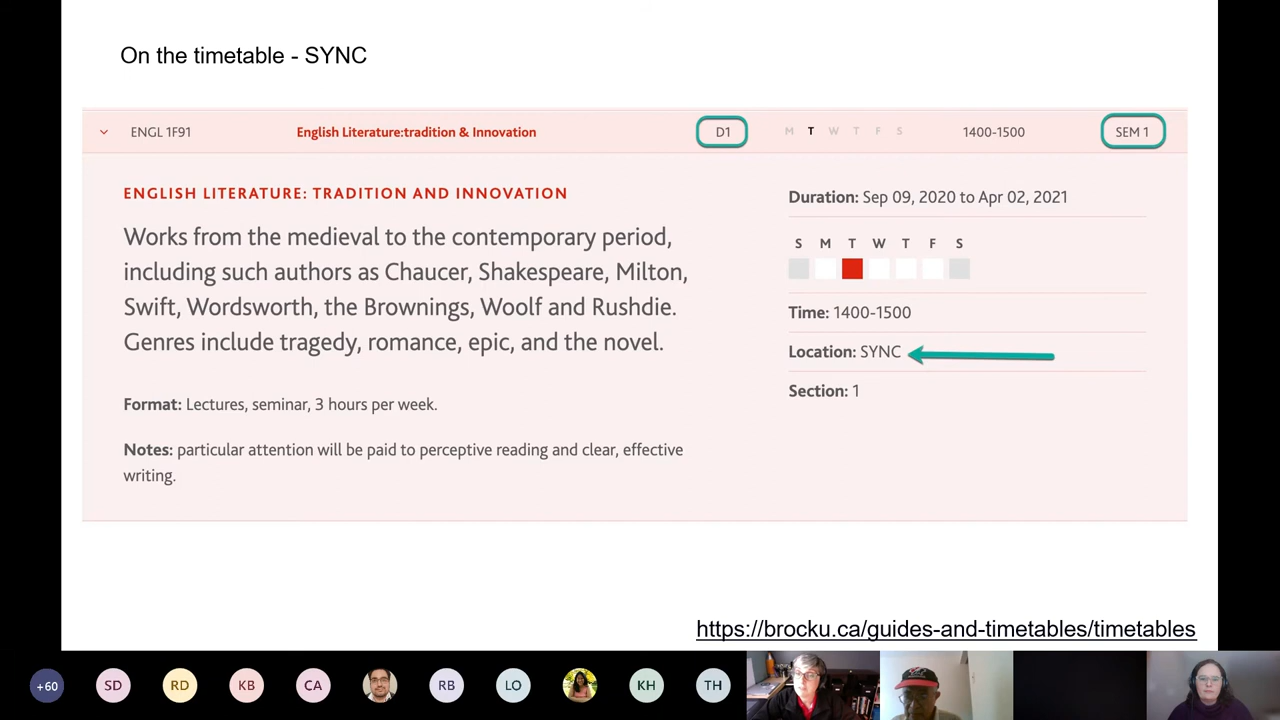 On the timetable - SYNC
ENGL 1F91 English Literature:tradition & Innovation D1 M T W T F S 1400-1500 SEM 1
ENGLISH LITERATURE: TRADITION AND INNOVATION
Works from the medieval to the contemporary period,
including such authors as Chaucer, Shakespeare, Milton,
Swift, Wordsworth, the Brownings, Woolf and Rushdie.
Genres include tragedy, romance, epic, and the novel.
Format: Lectures, seminar, 3 hours per week.
Notes: particular attention will be paid to perceptive reading and clear, effective
writing.
Duration: Sep 09, 2020 to Apr 02, 2021
S M T W T F S
Time: 1400-1500
Location: SYNC
Section: 1
https://brocku.ca/guides-and-timetables/timetables
+60 SD RD KB CA RB LO KH TH